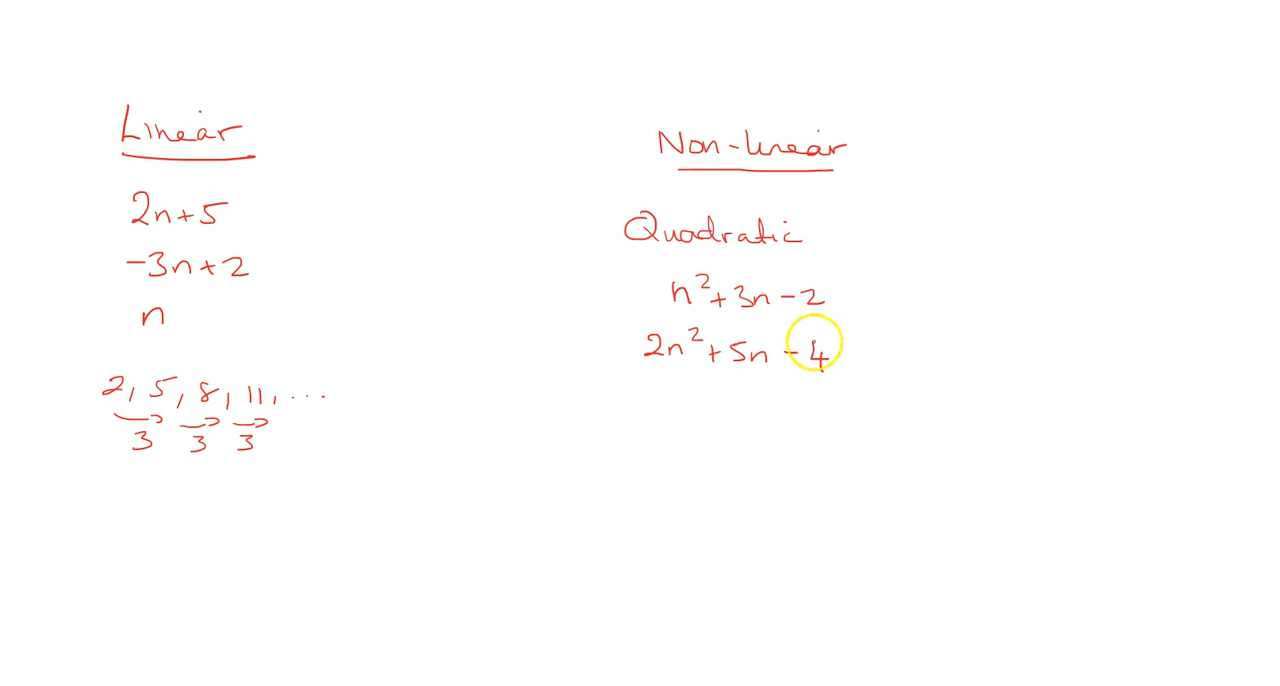 Linear
2n+5
-3n+2
n
2, 5, 8, 11, ...
3 3 3
Non-linear
Quadratic
n²+3n-2
2n²+5n-4